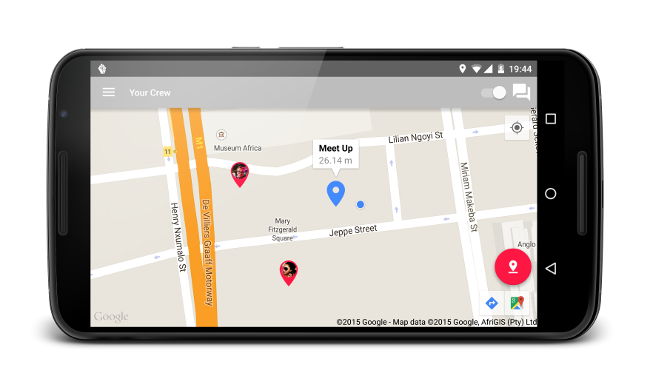 19:44
Your Crew
11
M1
Museum Africa
Meet Up
26.14 m
Lilian Ngoyi St
Miriam Makeba St
Henry Nxumalo St
De Villiers Graaff Motorway
Mary
Fitzgerald
Square
Jeppe Street
Anglo
Google
©2015 Google - Map data ©2015 Google, AfriGIS (Pty) Ltd